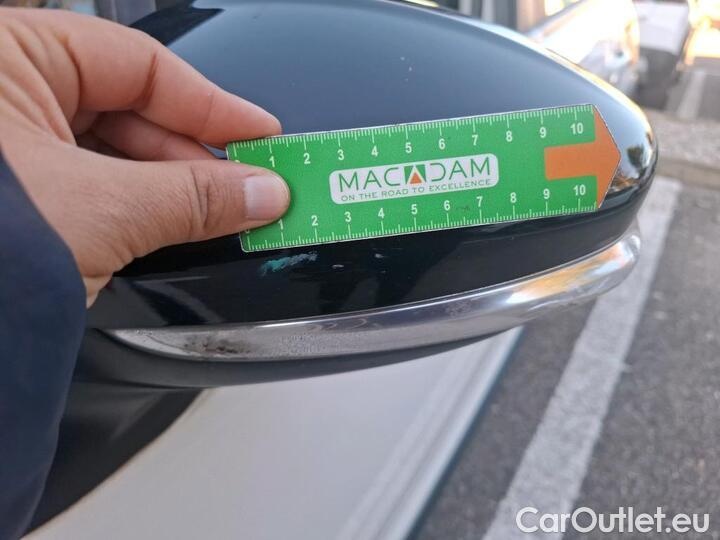 1 2 3 4 5 6 7 8 9 10
MACADAM
ON THE ROAD TO EXCELLENCE
1 2 3 4 5 6 7 8 9 10
CarOutlet.eu